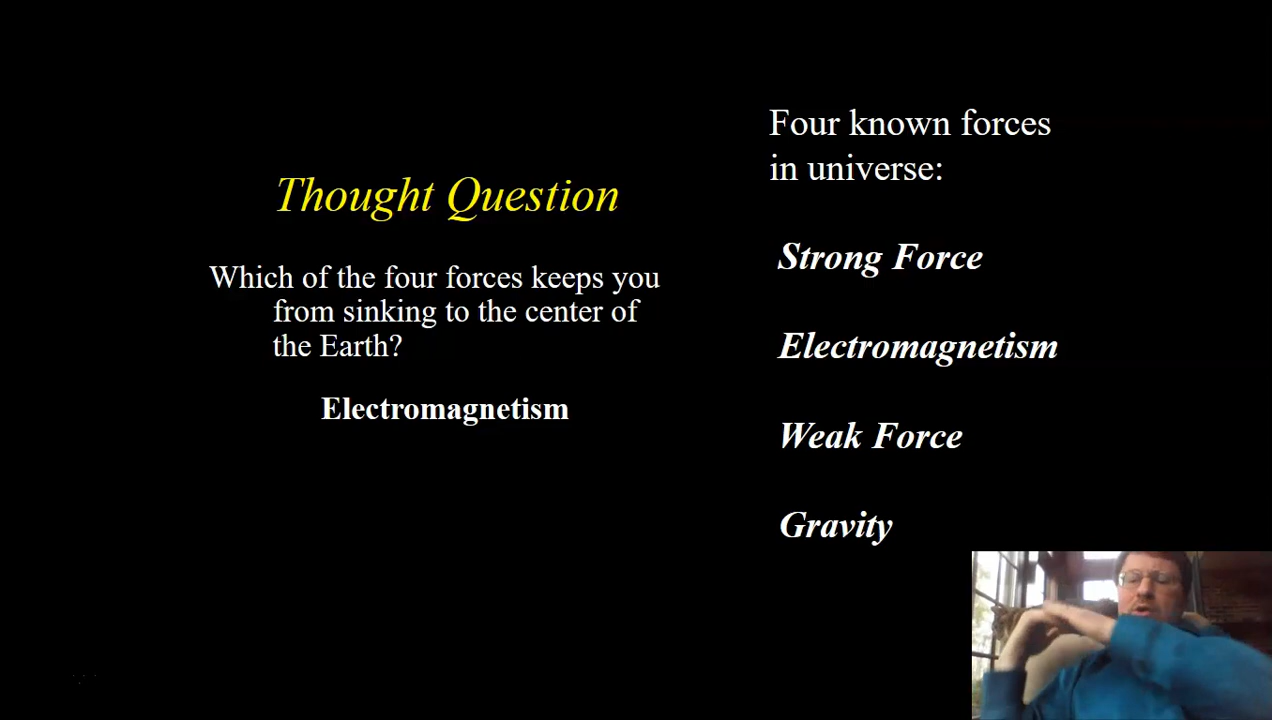 Thought Question
Which of the four forces keeps you
from sinking to the center of
the Earth?
Electromagnetism
Four known forces
in universe:
Strong Force
Electromagnetism
Weak Force
Gravity